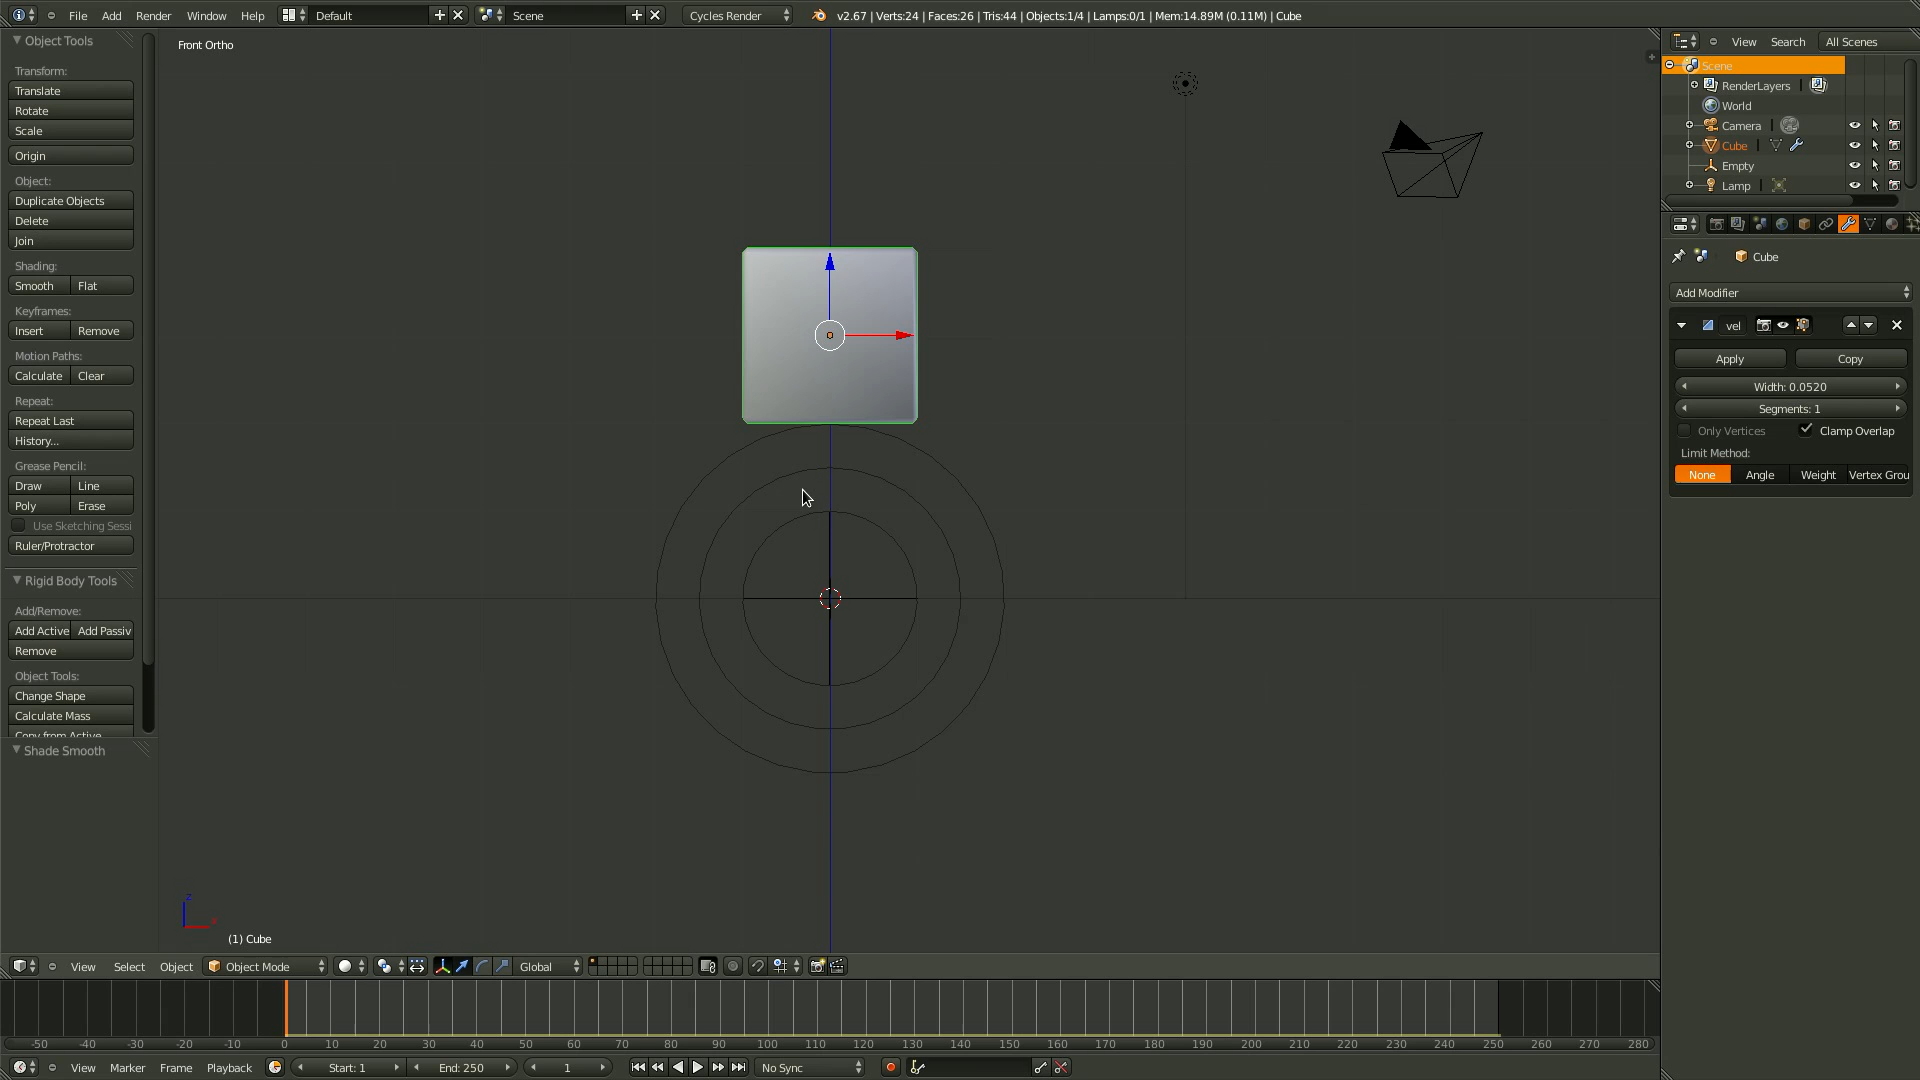 File Add Render Window Help Default Scene Cycles Render v2.67 | Verts:24 | Faces:26 | Tris:44 | Objects:1/4 | Lamps:0/1 | Mem:14.89M (0.11M) | Cube
Object Tools
Transform:
Translate
Rotate
Scale
Origin
Object:
Duplicate Objects
Delete
Join
Shading:
Smooth Flat
Keyframes:
Insert Remove
Motion Paths:
Calculate Clear
Repeat:
Repeat Last
History...
Grease Pencil:
Draw Line
Poly Erase
Use Sketching Sessi
Ruler/Protractor
Rigid Body Tools
Add/Remove:
Add Active Add Passiv
Remove
Object Tools:
Change Shape
Calculate Mass
Copy from Active
Shade Smooth
Front Ortho
z
x
(1) Cube
View Search All Scenes
Scene
RenderLayers
World
Camera
Cube
Empty
Lamp
Cube
Add Modifier
vel
Apply Copy
Width: 0.0520
Segments: 1
Only Vertices Clamp Overlap
Limit Method:
None Angle Weight Vertex Grou
View Select Object Object Mode Global
-50 -40 -30 -20 -10 0 10 20 30 40 50 60 70 80 90 100 110 120 130 140 150 160 170 180 190 200 210 220 230 240 250 260 270 280
View Marker Frame Playback Start: 1 End: 250 1 No Sync